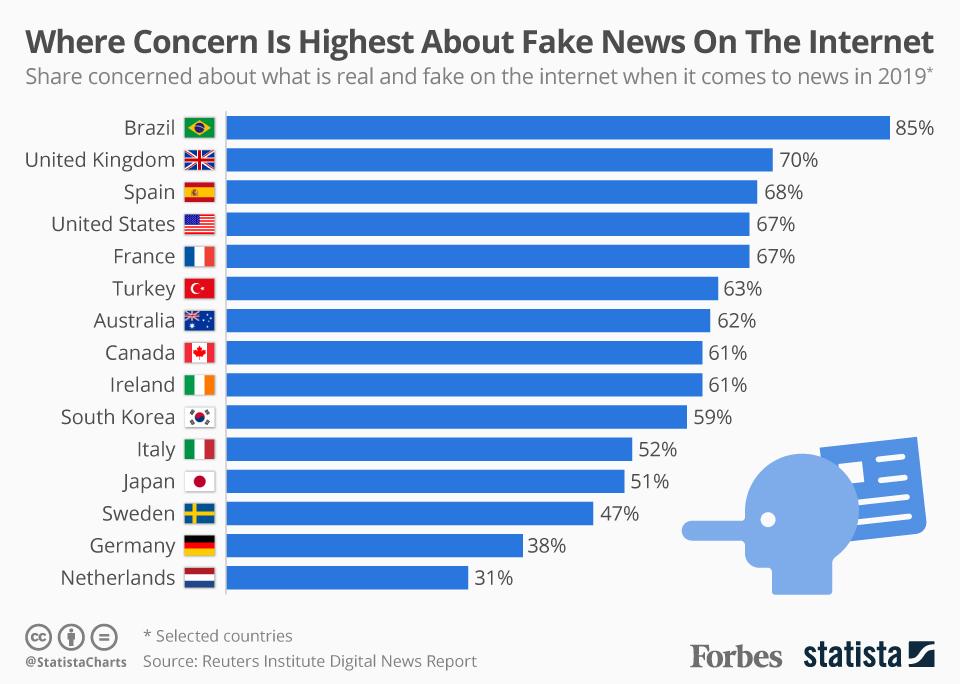 Where Concern Is Highest About Fake News On The Internet
Share concerned about what is real and fake on the internet when it comes to news in 2019*
Brazil 85%
United Kingdom 70%
Spain 68%
United States 67%
France 67%
Turkey 63%
Australia 62%
Canada 61%
Ireland 61%
South Korea 59%
Italy 52%
Japan 51%
Sweden 47%
Germany 38%
Netherlands 31%
cc
@StatistaCharts
* Selected countries
Source: Reuters Institute Digital News Report
Forbes statista